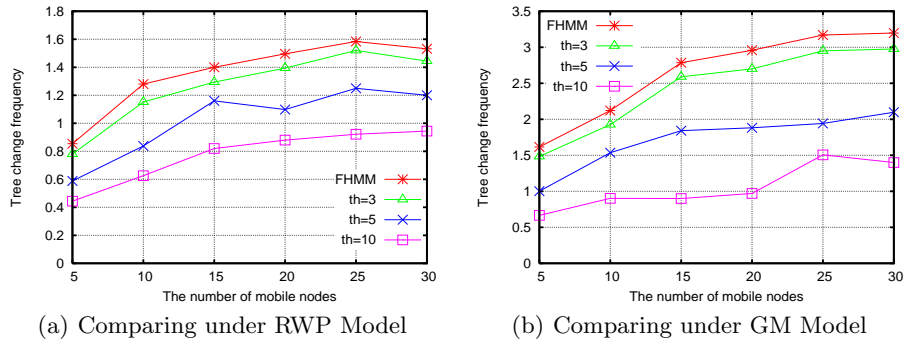 Tree change frequency
1.8
1.6
1.4
1.2
1
0.8
0.6
0.4
0.2
0
FHMM
th=3
th=5
th=10
5 10 15 20 25 30
The number of mobile nodes
(a) Comparing under RWP Model
Tree change frequency
3.5
3
2.5
2
1.5
1
0.5
0
FHMM
th=3
th=5
th=10
5 10 15 20 25 30
The number of mobile nodes
(b) Comparing under GM Model